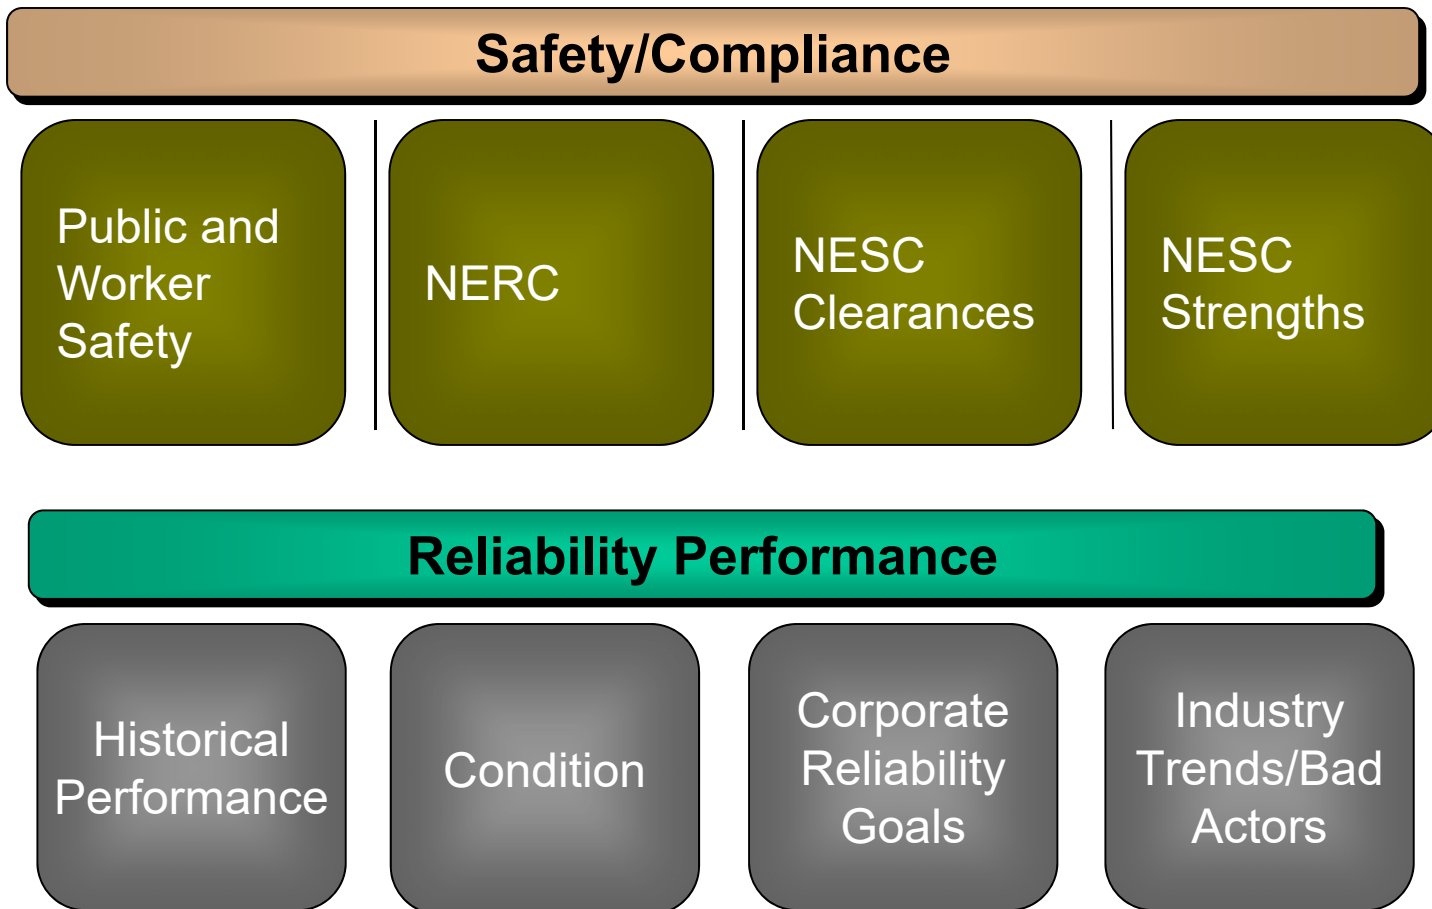 Safety/Compliance
Public and
Worker
Safety
NERC
NESC
Clearances
NESC
Strengths
Reliability Performance
Historical
Performance
Condition
Corporate
Reliability
Goals
Industry
Trends/Bad
Actors